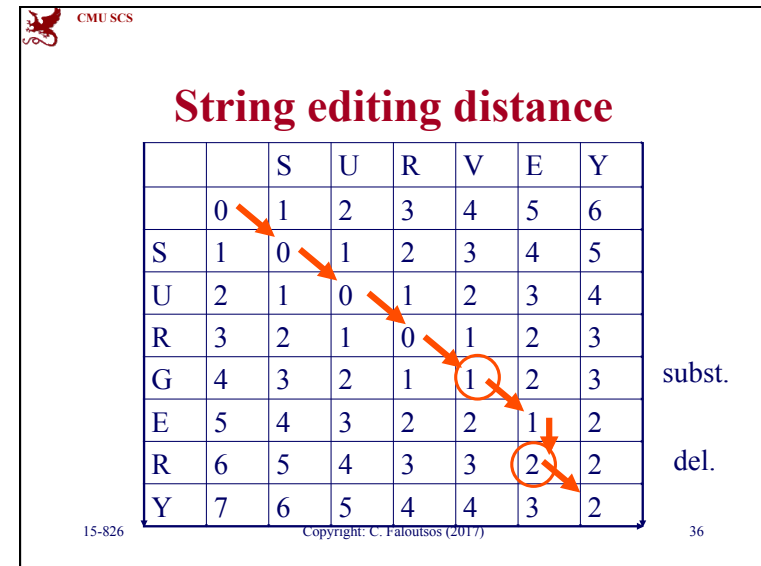 CMU SCS
String editing distance
S U R V E Y
0 1 2 3 4 5 6
S 1 0 1 2 3 4 5
U 2 1 0 1 2 3 4
R 3 2 1 0 1 2 3
G 4 3 2 1 1 2 3 subst.
E 5 4 3 2 2 1 2
R 6 5 4 3 3 2 2 del.
Y 7 6 5 4 4 3 2
15-826 Copyright: C. Faloutsos (2017) 36